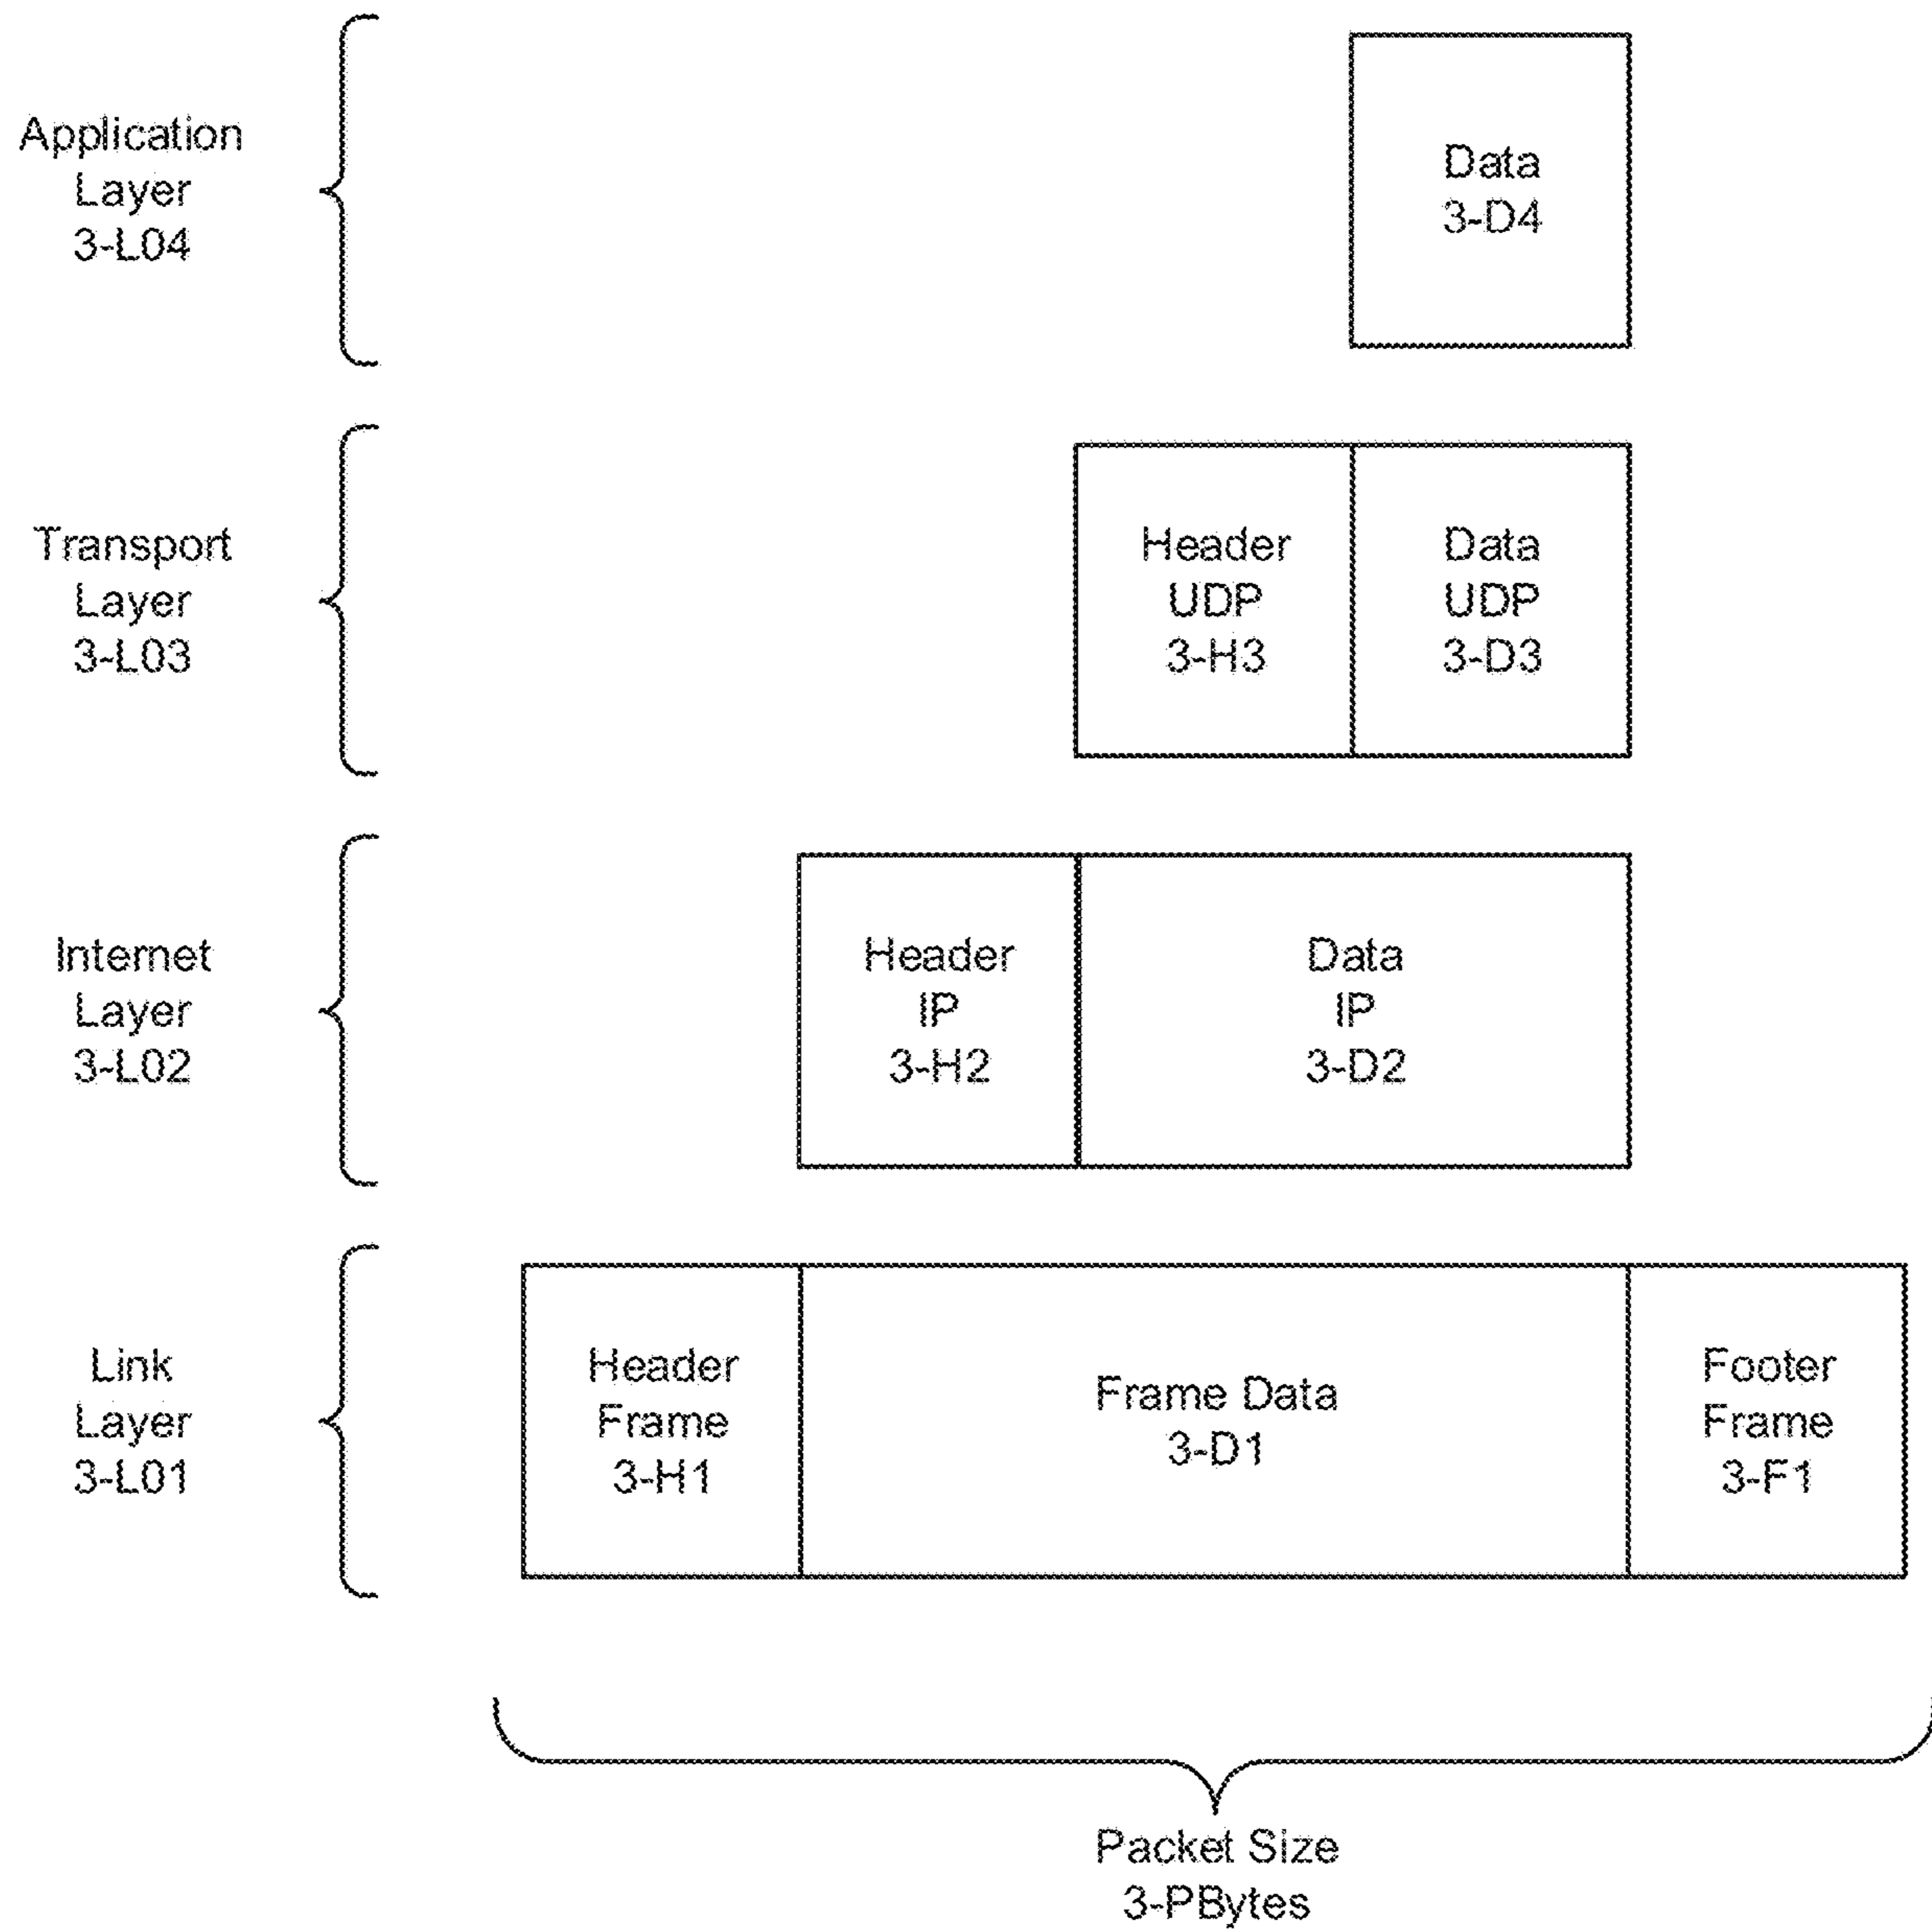 Application
Layer
3-L04
Data
3-D4
Transport
Layer
3-L03
Header
UDP
3-H3
Data
UDP
3-D3
Internet
Layer
3-L02
Header
IP
3-H2
Data
IP
3-D2
Link
Layer
3-L01
Header
Frame
3-H1
Frame Data
3-D1
Footer
Frame
3-F1
Packet Size
3-PBytes